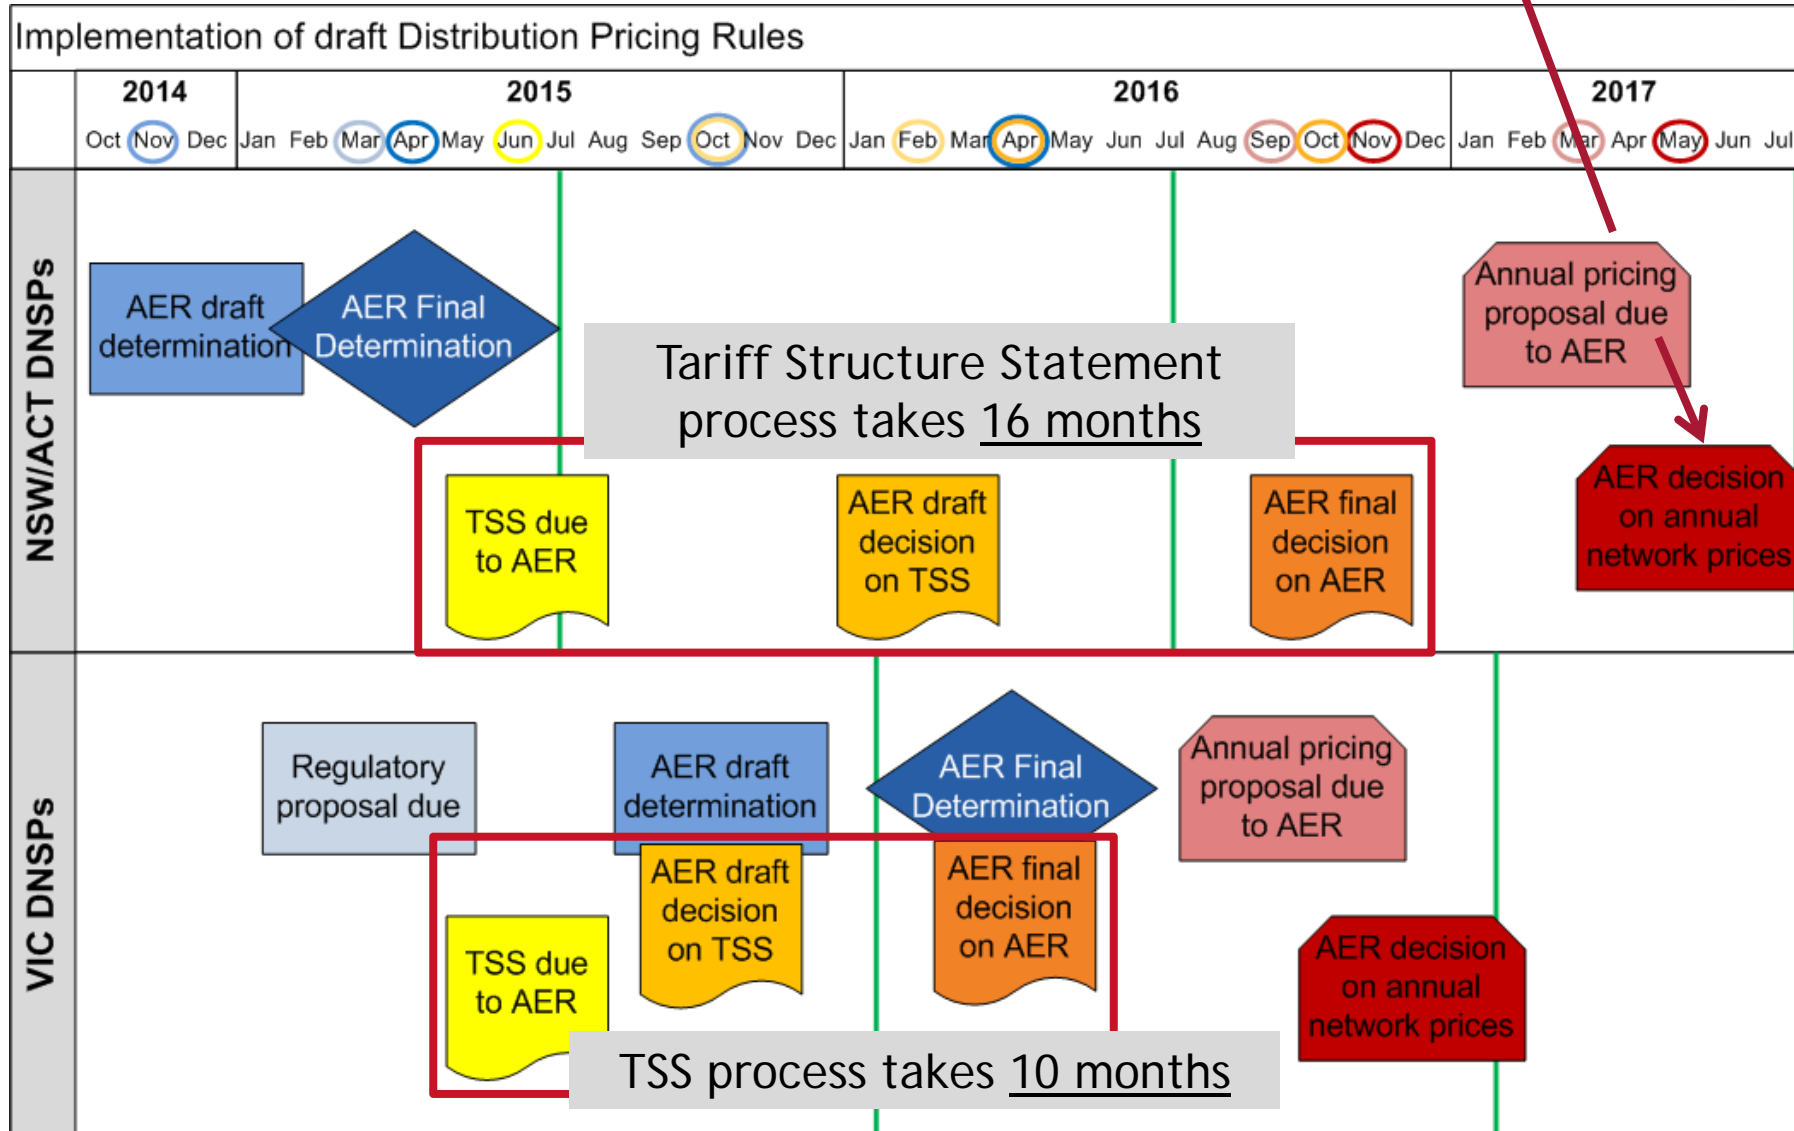 Implementation of draft Distribution Pricing Rules
2014 2015 2016 2017
Oct Nov Dec Jan Feb Mar Apr May Jun Jul Aug Sep Oct Nov Dec Jan Feb Mar Apr May Jun Jul Aug Sep Oct Nov Dec Jan Feb Mar Apr May Jun Jul
NSW/ACT DNSPs
AER draft
determination
AER Final
Determination
Tariff Structure Statement
process takes 16 months
Annual pricing
proposal due
to AER
TSS due
to AER
AER draft
decision
on TSS
AER final
decision
on AER
AER decision
on annual
network prices
VIC DNSPs
Regulatory
proposal due
AER draft
determination
AER Final
Determination
Annual pricing
proposal due
to AER
TSS due
to AER
AER draft
decision
on TSS
AER final
decision
on AER
AER decision
on annual
network prices
TSS process takes 10 months